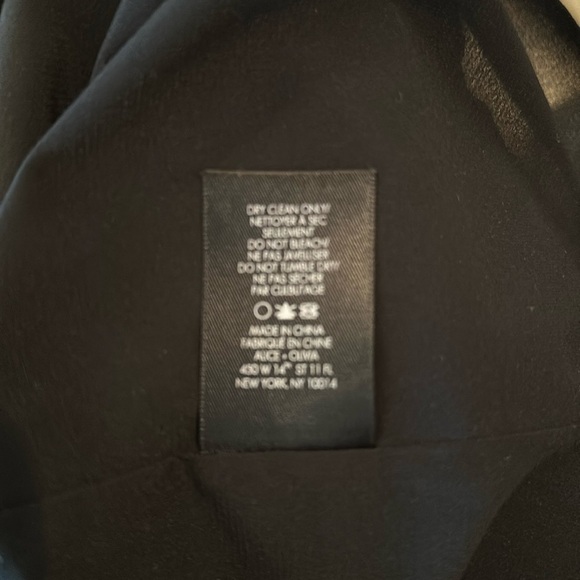 DRY CLEAN ONLY/
NETTOYER À SEC
SEULEMENT
DO NOT BLEACH/
NE PAS JAVELLISER
DO NOT TUMBLE DRY/
NE PAS SÉCHER
PAR CULBUTAGE
MADE IN CHINA
FABRIQUÉ EN CHINE
ALICE + OLIVIA
450 W 14TH ST 11 FL
NEW YORK, NY 10014